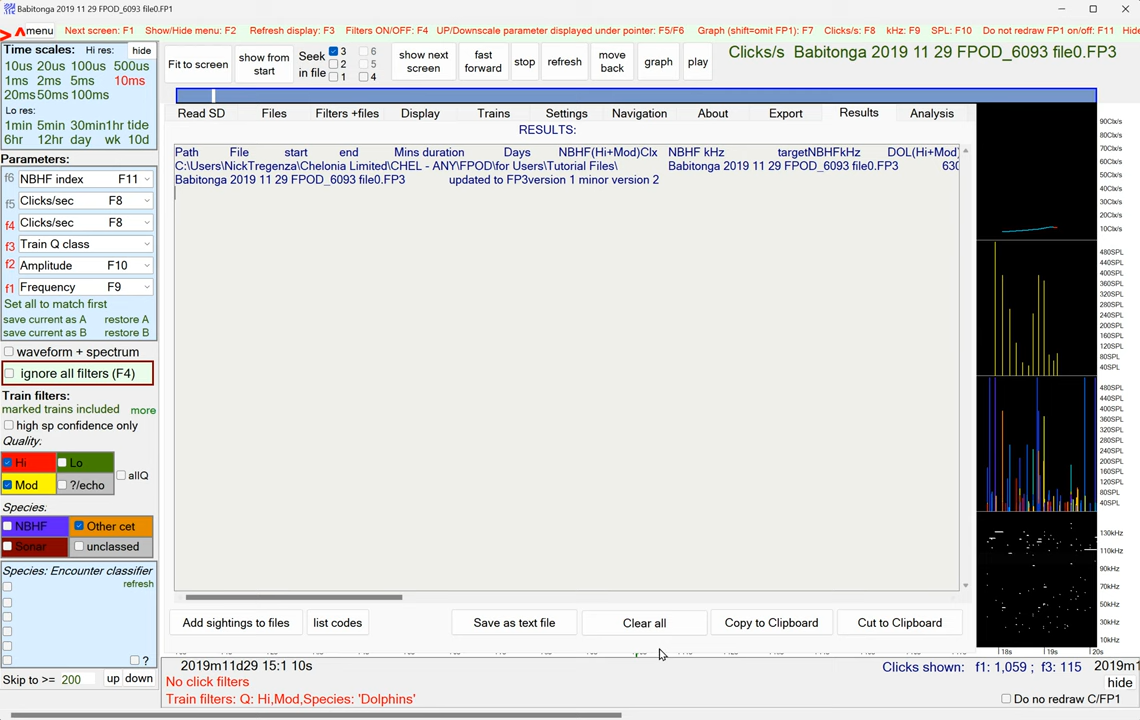 Babitonga 2019 11 29 FPOD_6093 file0.FP1
menu Next screen: F1 Show/Hide menu: F2 Refresh display: F3 Filters ON/OFF: F4 UP/Downscale parameter displayed under pointer: F5/F6 Graph (shift=omit FP1): F7 Clicks/s: F8 kHz: F9 SPL: F10 Do not redraw FP1 on/off: F11 Hide
Time scales: Hi res: hide
10us 20us 100us 500us
1ms 2ms 5ms 10ms
20ms 50ms 100ms
Lo res:
1min 5min 30min 1hr tide
6hr 12hr day wk 10d
Fit to screen
show from start
Seek in file
3
2
1
6
5
4
show next screen
fast forward
stop
refresh
move back
graph
play
Clicks/s Babitonga 2019 11 29 FPOD_6093 file0.FP3
Read SD Files Filters +files Display Trains Settings Navigation About Export Results Analysis
RESULTS:
Path File start end Mins duration Days NBHF(Hi+Mod)Clx NBHF kHz targetNBHFkHz DOL(Hi+Mod)
C:\Users\NickTregenza\Chelonia Limited\CHEL - ANY\FPOD\for Users\Tutorial Files\ Babitonga 2019 11 29 FPOD_6093 file0.FP3 630
Babitonga 2019 11 29 FPOD_6093 file0.FP3 updated to FP3version 1 minor version 2
Parameters:
f6 NBHF index F11
f5 Clicks/sec F8
f4 Clicks/sec F8
f3 Train Q class
f2 Amplitude F10
f1 Frequency F9
Set all to match first
save current as A restore A
save current as B restore B
waveform + spectrum
ignore all filters (F4)
Train filters:
marked trains included more
high sp confidence only
Quality.
Hi Lo
Mod ?/echo
allQ
Species.
NBHF Other cet
Sonar unclassed
Species: Encounter classifier
refresh
?
Skip to >= 200 up down
90Clx/s
80Clx/s
70Clx/s
60Clx/s
50Clx/s
40Clx/s
30Clx/s
20Clx/s
10Clx/s
480SPL
440SPL
400SPL
360SPL
320SPL
280SPL
240SPL
200SPL
160SPL
120SPL
80SPL
40SPL
480SPL
440SPL
400SPL
360SPL
320SPL
280SPL
240SPL
200SPL
160SPL
120SPL
80SPL
40SPL
130kHz
110kHz
90kHz
70kHz
50kHz
40kHz
30kHz
20kHz
10kHz
18s 19s 20s
Add sightings to files list codes Save as text file Clear all Copy to Clipboard Cut to Clipboard
2019m11d29 15:1 10s
Clicks shown: f1: 1,059 ; f3: 115 2019m1
No click filters
hide
Train filters: Q: Hi,Mod,Species: 'Dolphins'
Do no redraw C/FP1